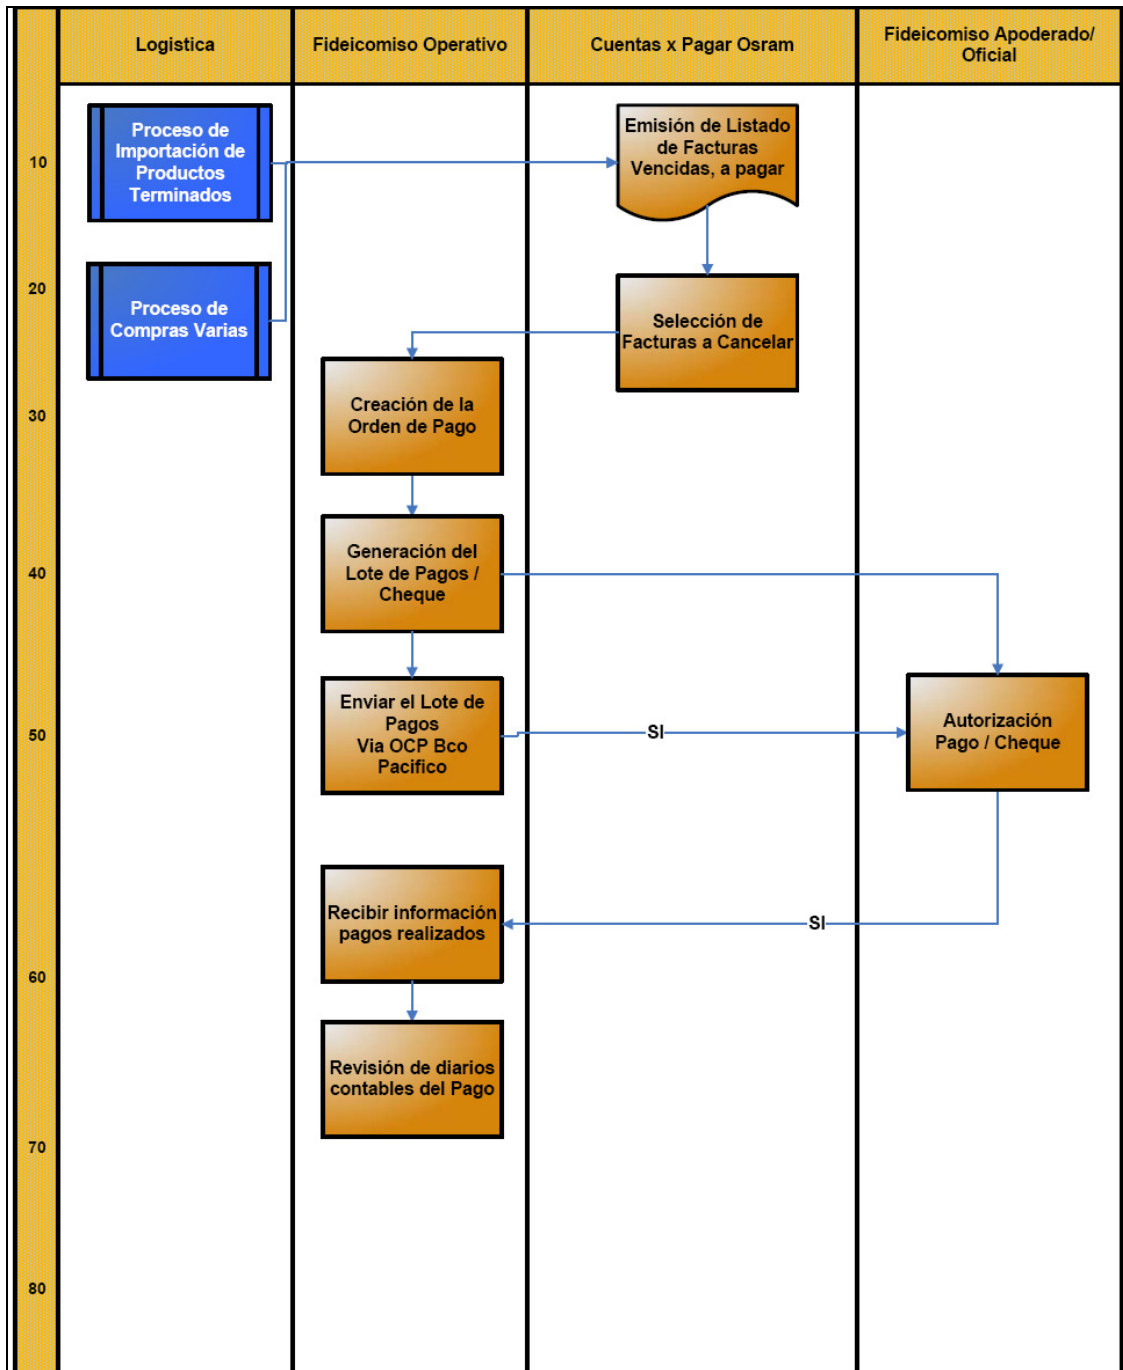 Logistica
Fideicomiso Operativo
Cuentas x Pagar Osram
Fideicomiso Apoderado/
Oficial
10
Proceso de
Importación de
Productos
Terminados
Emisión de Listado
de Facturas
Vencidas, a pagar
20
Proceso de
Compras Varias
Selección de
Facturas a Cancelar
30
Creación de la
Orden de Pago
40
Generación del
Lote de Pagos /
Cheque
50
Enviar el Lote de
Pagos
Via OCP Bco
Pacifico
SI
Autorización
Pago / Cheque
Recibir información
pagos realizados
SI
60
Revisión de diarios
contables del Pago
70
80